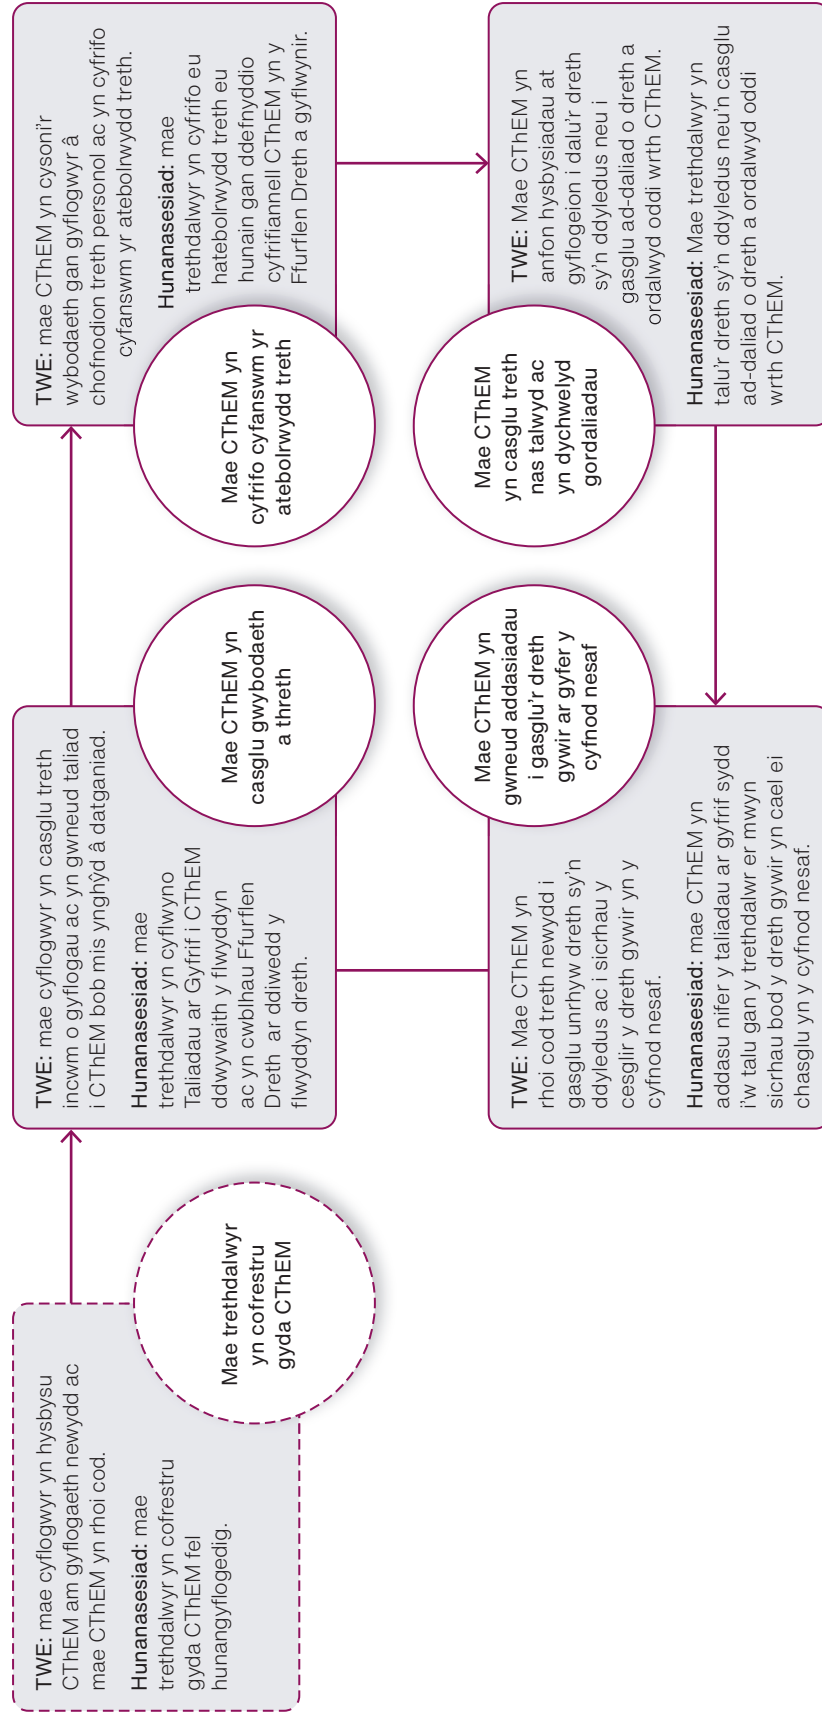 TWE: mae cyflogwyr yn hysbysu
CThEM am gyflogaeth newydd ac
mae CThEM yn rhoi cod.
Hunanasesiad: mae
trethdalwyr yn cofrestru
gyda CThEM fel
hunangyflogedig.
Mae trethdalwyr
yn cofrestru
gyda CThEM
TWE: mae cyflogwyr yn casglu treth
incwm o gyflogau ac yn gwneud taliad
i CThEM bob mis ynghŷd â datganiad.
Hunanasesiad: mae
trethdalwyr yn cyflwyno
Taliadau ar Gyfrif i CThEM
ddwywaith y flwyddyn
ac yn cwblhau Ffurflen
Dreth ar ddiwedd y
flwyddyn dreth.
Mae CThEM yn
casglu gwybodaeth
a threth
TWE: mae CThEM yn cysoni'r
wybodaeth gan gyflogwyr â
chofnodion treth personol ac yn cyfrifo
cyfanswm yr atebolrwydd treth.
Hunanasesiad: mae
trethdalwyr yn cyfrifo eu
hatebolrwydd treth eu
hunain gan ddefnyddio
cyfrifiannell CThEM yn y
Ffurflen Dreth a gyflwynir.
Mae CThEM yn
cyfrifo cyfanswm yr
atebolrwydd treth
Mae CThEM
yn casglu treth
nas talwyd ac
yn dychwelyd
gordaliadau
TWE: Mae CThEM yn
anfon hysbysiadau at
gyflogeion i dalu'r dreth
sy'n ddyledus neu i
gasglu ad-daliad o dreth a
ordalwyd oddi wrth CThEM.
Hunanasesiad: Mae trethdalwyr yn
talu'r dreth sy'n ddyledus neu'n casglu
ad-daliad o dreth a ordalwyd oddi
wrth CThEM.
Mae CThEM yn
gwneud addasiadau
i gasglu'r dreth
gywir ar gyfer y
cyfnod nesaf
TWE: Mae CThEM yn
rhoi cod treth newydd i
gasglu unrhyw dreth sy'n
ddyledus ac i sicrhau y
cesglir y dreth gywir yn y
cyfnod nesaf.
Hunanasesiad: mae CThEM yn
addasu nifer y taliadau ar gyfrif sydd
i'w talu gan y trethdalwr er mwyn
sicrhau bod y dreth gywir yn cael ei
chasglu yn y cyfnod nesaf.